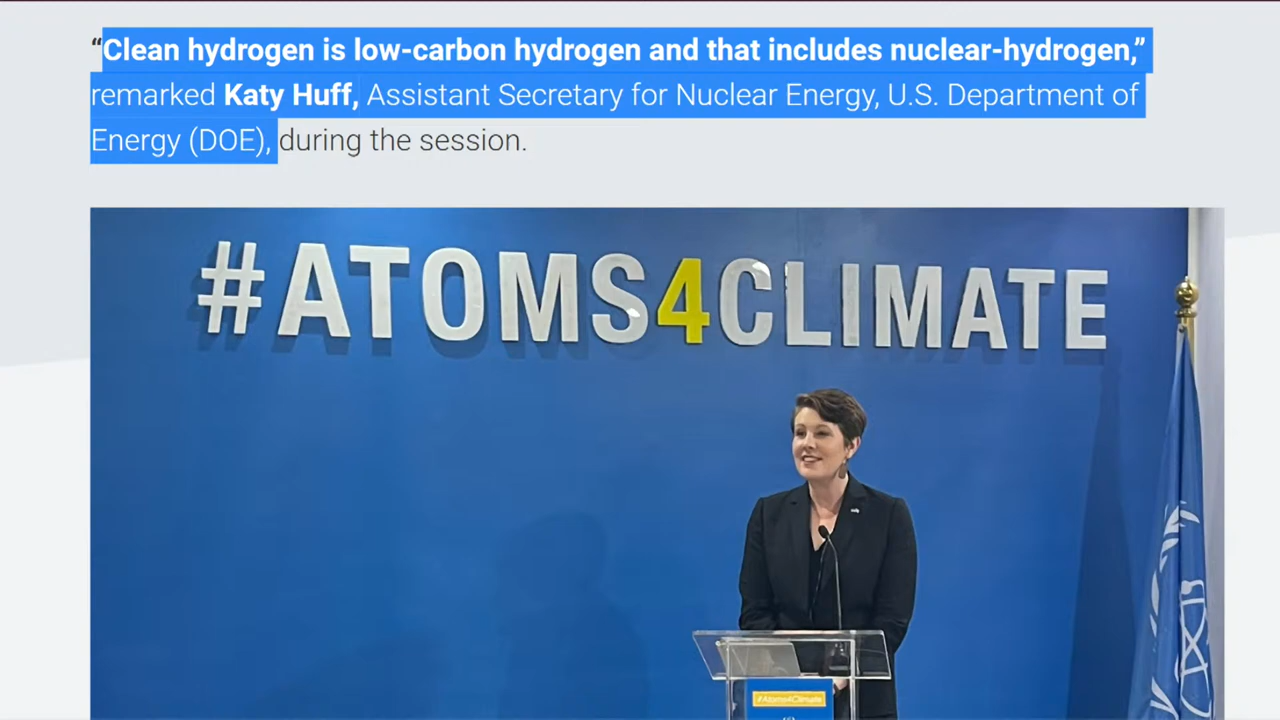 “Clean hydrogen is low-carbon hydrogen and that includes nuclear-hydrogen,”
remarked Katy Huff, Assistant Secretary for Nuclear Energy, U.S. Department of
Energy (DOE), during the session.
#ATOMS4CLIMATE
#Atoms4Climate